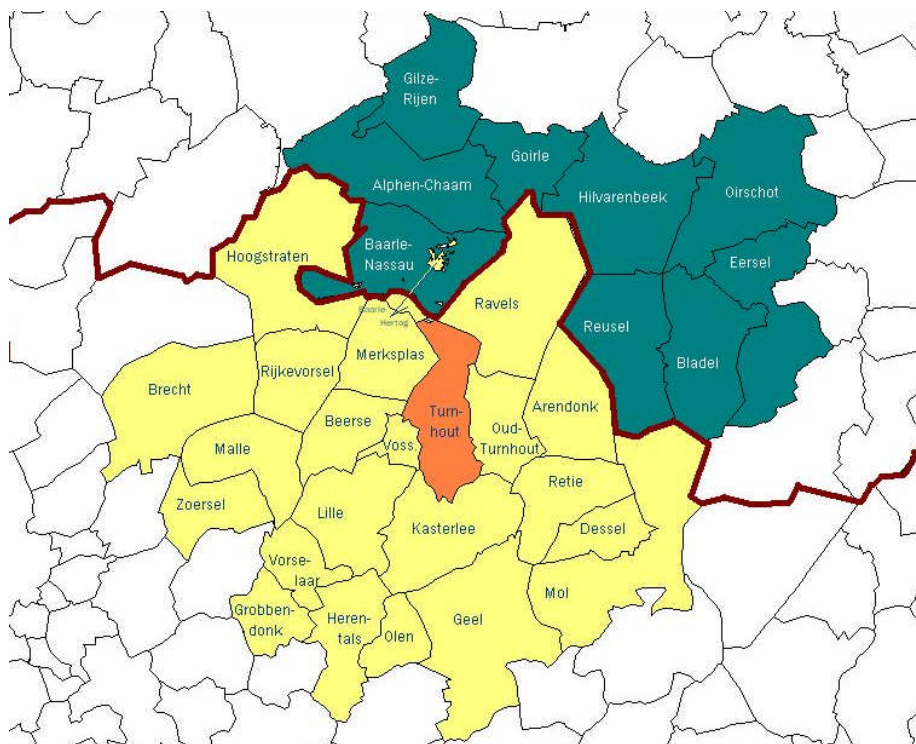 Gilze-
Rijen
Goirle
Alphen-Chaam
Hilvarenbeek
Oirschot
Baarle-
Nassau
Hoogstraten
Eersel
Ravels
Baarle-
Hertog
Reusel
Bladel
Merksplas
Rijkevorsel
Brecht
Turn-
hout
Arendonk
Beerse
Oud-
Turnhout
Voss.
Malle
Retie
Zoersel
Lille
Kasterlee
Dessel
Vorse-
laar
Mol
Grobben-
donk
Heren-
tals
Olen
Geel